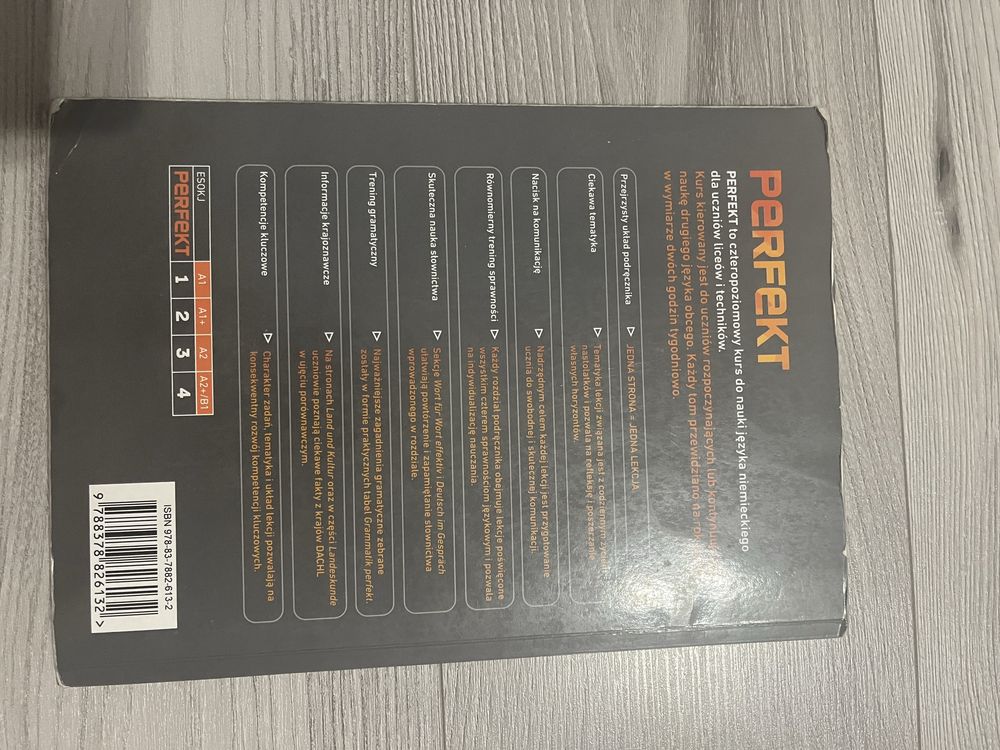 PERFEKT
PERFEKT to czteropoziomowy kurs do nauki języka niemieckiego
dla uczniów liceów i techników.
Kurs kierowany jest do uczniów rozpoczynających lub kontynuujących
naukę drugiego języka obcego. Każdy tom przewidziano na rok
w wymiarze dwóch godzin tygodniowo.
Przejrzysty układ podręcznika ▷ JEDNA STRONA = JEDNA LEKCJA
Ciekawa tematyka ▷ Tematyka lekcji związana jest z codziennym życiem
nastolatków i pozwala na refleksję i poszerzanie
własnych horyzontów.
Nacisk na komunikację ▷ Nadrzędnym celem każdej lekcji jest przygotowanie
ucznia do swobodnej i skutecznej komunikacji.
Równomierny trening sprawności ▷ Każdy rozdział podręcznika obejmuje lekcje poświęcone
wszystkim czterem sprawnościom językowym i pozwala
na indywidualizację nauczania.
Skuteczna nauka słownictwa ▷ Sekcje Wort für Wort effektiv i Deutsch im Gespräch
ułatwiają powtórzenie i zapamiętanie słownictwa
wprowadzonego w rozdziale.
Trening gramatyczny ▷ Najważniejsze zagadnienia gramatyczne zebrane
zostały w formie praktycznych tabel Grammatik perfekt.
Informacje krajoznawcze ▷ Na stronach Land und Kultur oraz w części Landeskunde
uczniowie poznają ciekawe fakty z krajów DACHL
w ujęciu porównawczym.
Kompetencje kluczowe ▷ Charakter zadań, tematyka i układ lekcji pozwalają na
konsekwentny rozwój kompetencji kluczowych.
ESOKJ A1 A1+ A2 A2+/B1
PERFEKT 1 2 3 4
ISBN 978-83-7882-613-2
9 788378 826132 >